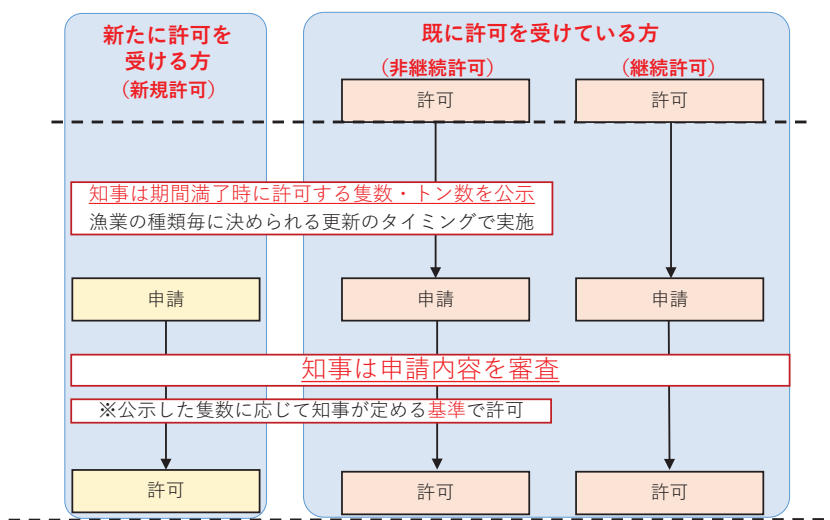 新たに許可を
受ける方
（新規許可）
既に許可を受けている方
（非継続許可）
（継続許可）
許可
許可
知事は期間満了時に許可する隻数・トン数を公示
漁業の種類毎に決められる更新のタイミングで実施
申請
申請
申請
知事は申請内容を審査
※公示した隻数に応じて知事が定める基準で許可
許可
許可
許可